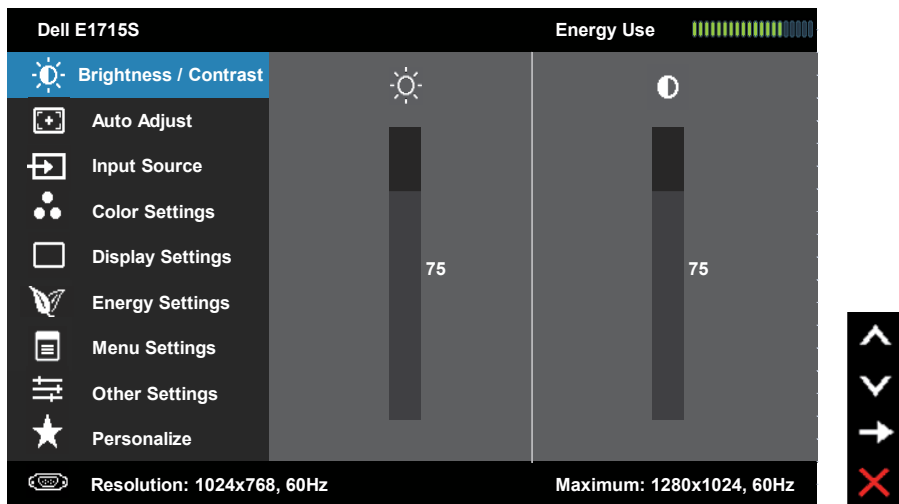 Dell E1715S Energy Use
Brightness / Contrast
Auto Adjust
Input Source
Color Settings
Display Settings
75 75
Energy Settings
Menu Settings
Other Settings
Personalize
Resolution: 1024x768, 60Hz Maximum: 1280x1024, 60Hz